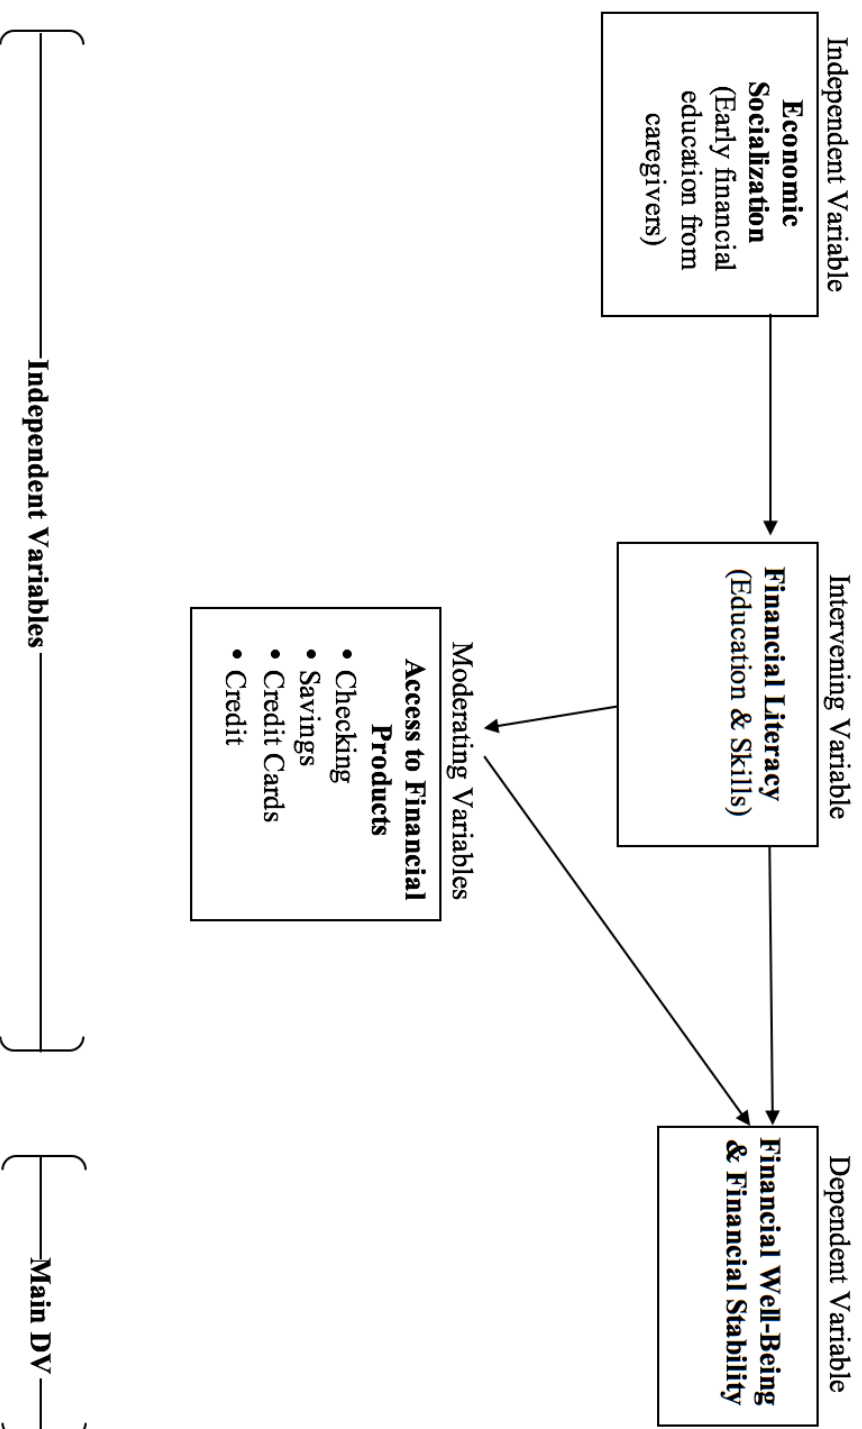 Independent Variable
Economic
Socialization
(Early financial
education from
caregivers)
Intervening Variable
Financial Literacy
(Education & Skills)
Moderating Variables
Access to Financial
Products
• Checking
• Savings
• Credit Cards
• Credit
Dependent Variable
Financial Well-Being
& Financial Stability
Independent Variables
Main DV